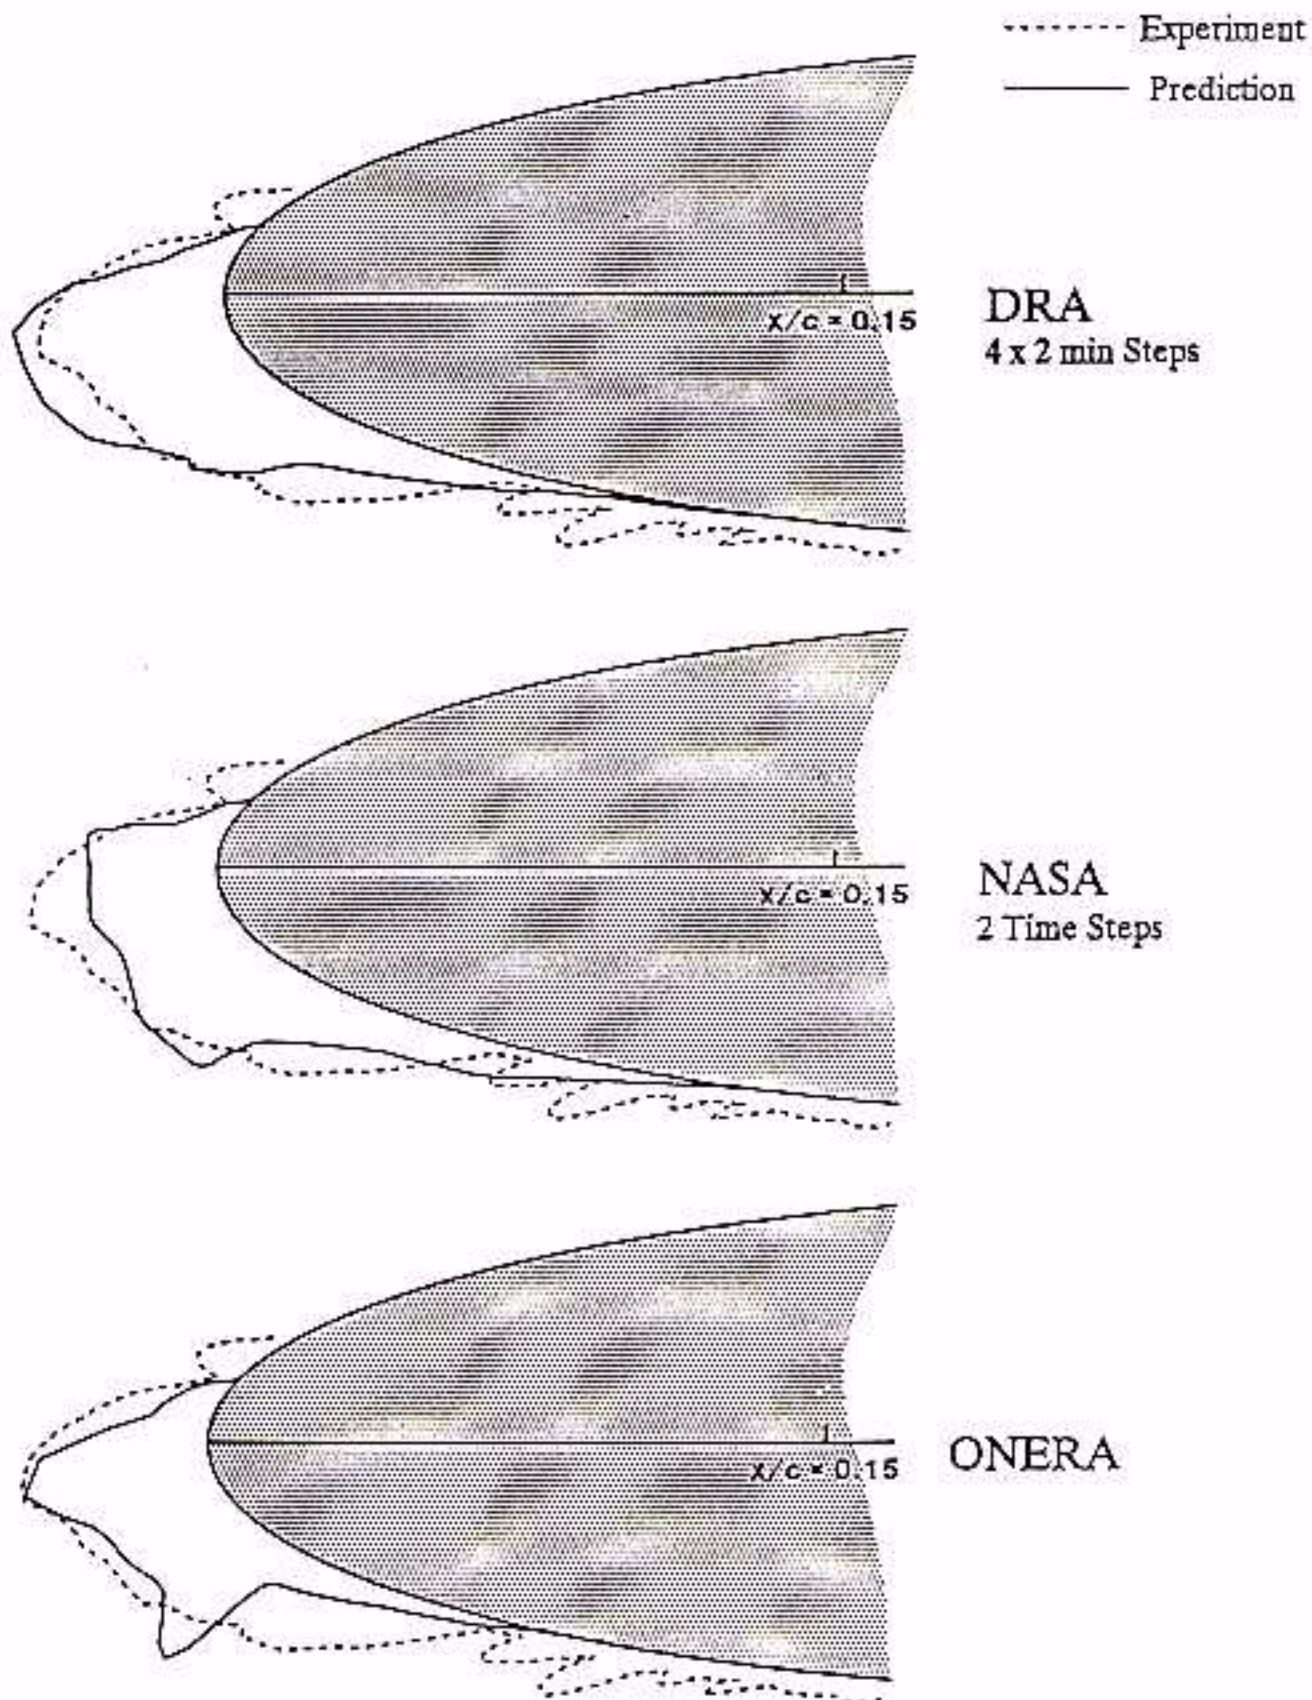 Experiment
Prediction
X/c = 0.15
DRA
4 x 2 min Steps
X/c = 0.15
NASA
2 Time Steps
X/c = 0.15
ONERA